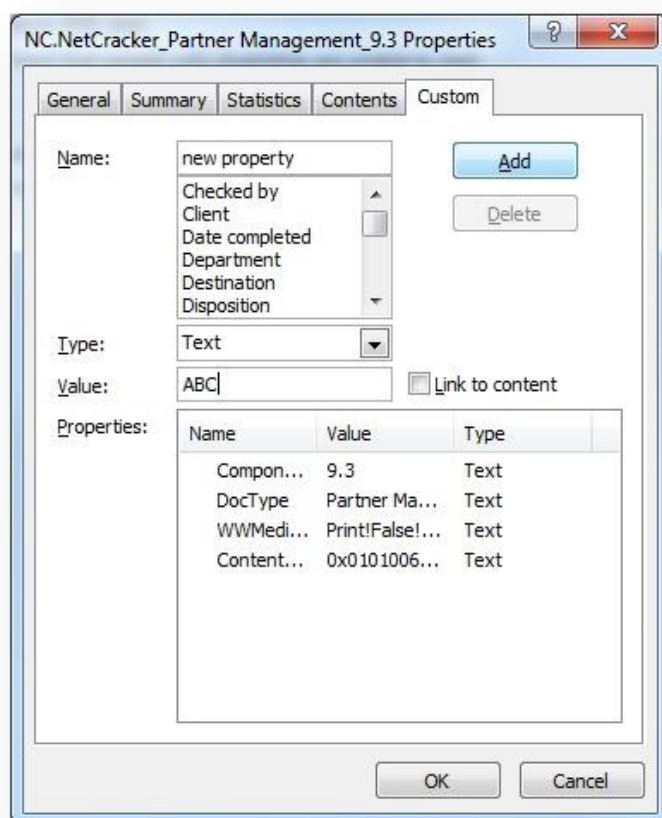 NC.NetCracker_Partner Management_9.3 Properties
General Summary Statistics Contents Custom
Name: new property Add
Checked by
Client
Date completed
Department
Destination
Disposition
Delete
Type: Text
Value: ABC Link to content
Properties: Name Value Type
Compon... 9.3 Text
DocType Partner Ma... Text
WWMedi... Print!False!... Text
Content... 0x0101006... Text
OK Cancel